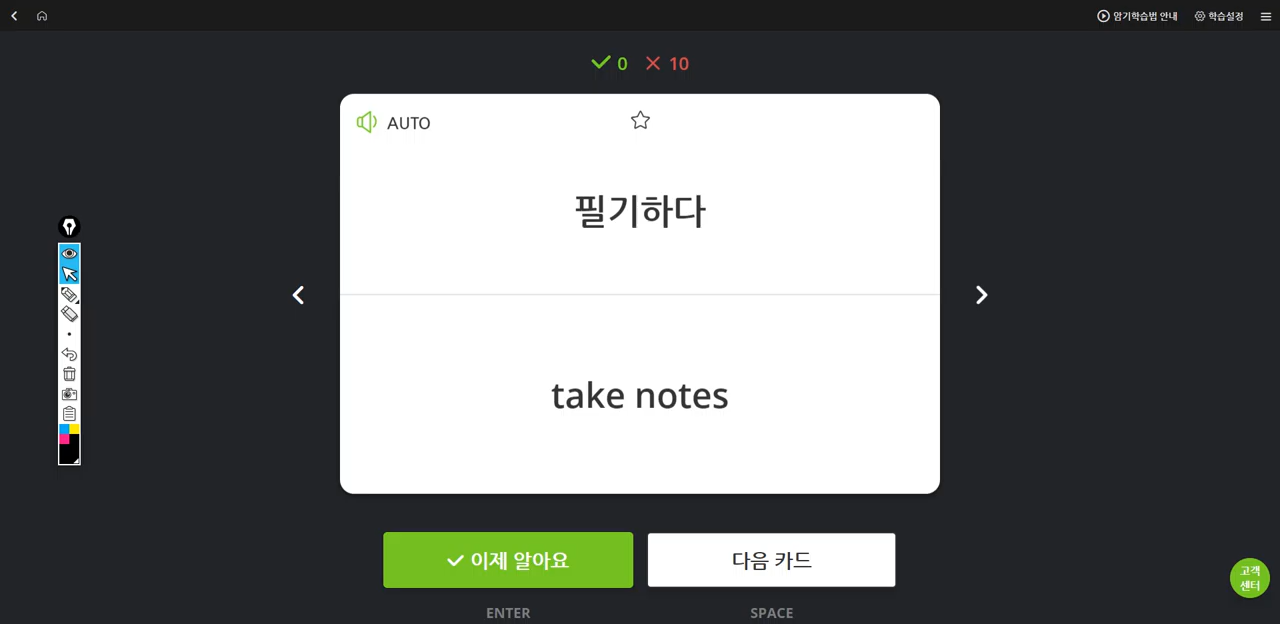 암기학습법 안내 학습설정
0 10
AUTO
필기하다
take notes
이제 알아요 다음 카드
ENTER SPACE
고객
센터